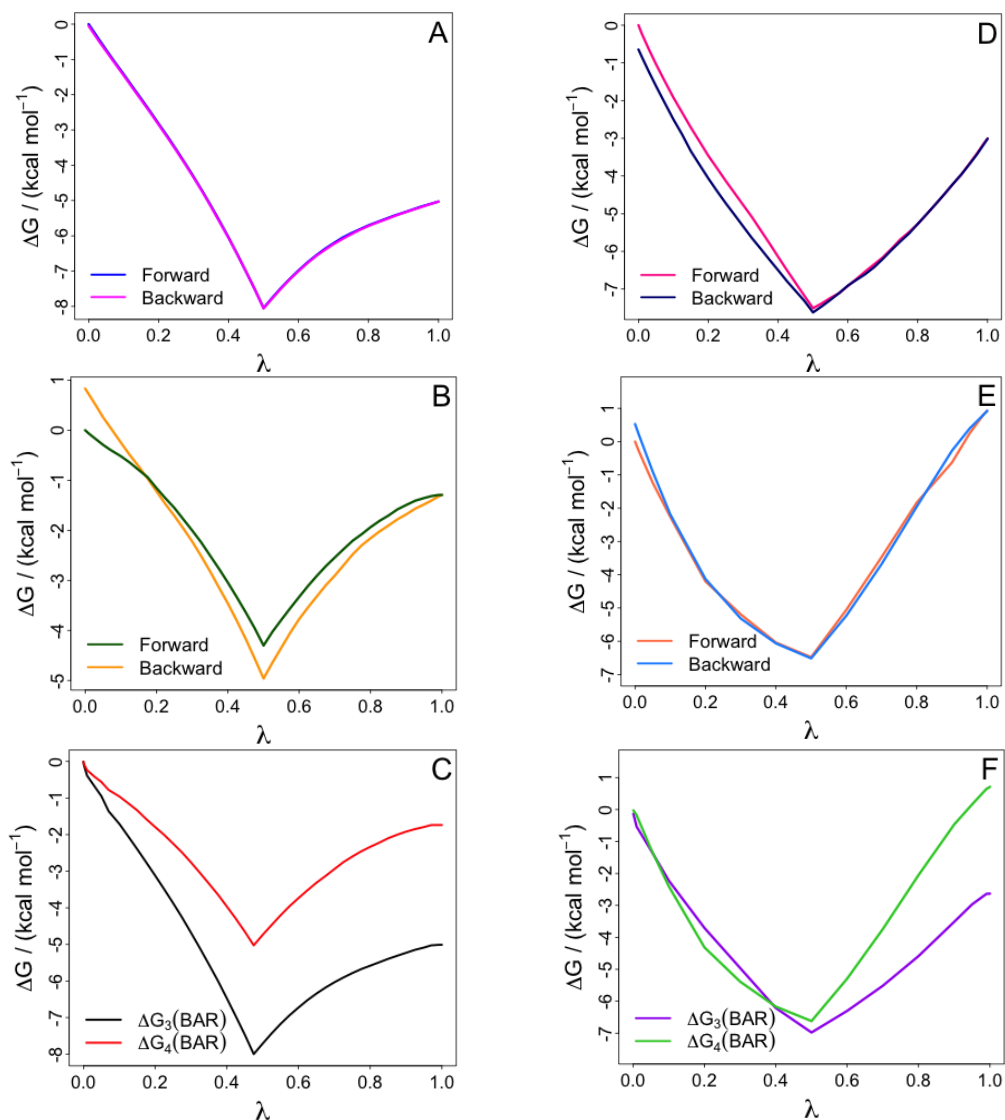 A
ΔG / (kcal mol⁻¹)
0
-1
-2
-3
-4
-5
-6
-7
-8
Forward
Backward
0.0 0.2 0.4 0.6 0.8 1.0
λ
D
ΔG / (kcal mol⁻¹)
0
-1
-2
-3
-4
-5
-6
-7
Forward
Backward
0.0 0.2 0.4 0.6 0.8 1.0
λ
B
ΔG / (kcal mol⁻¹)
1
0
-1
-2
-3
-4
-5
Forward
Backward
0.0 0.2 0.4 0.6 0.8 1.0
λ
E
ΔG / (kcal mol⁻¹)
1
0
-1
-2
-3
-4
-5
-6
-7
Forward
Backward
0.0 0.2 0.4 0.6 0.8 1.0
λ
C
ΔG / (kcal mol⁻¹)
0
-1
-2
-3
-4
-5
-6
-7
-8
ΔG₃(BAR)
ΔG₄(BAR)
0.0 0.2 0.4 0.6 0.8 1.0
λ
F
ΔG / (kcal mol⁻¹)
1
0
-1
-2
-3
-4
-5
-6
-7
ΔG₃(BAR)
ΔG₄(BAR)
0.0 0.2 0.4 0.6 0.8 1.0
λ